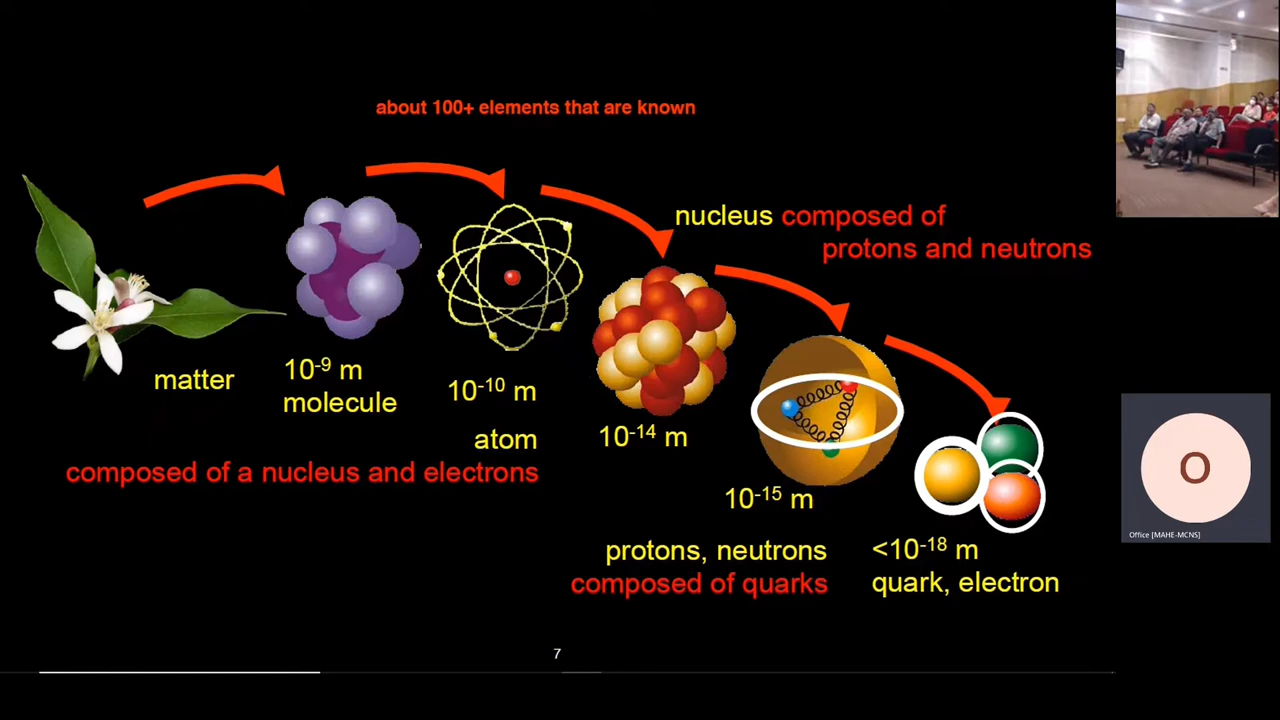 about 100+ elements that are known
nucleus composed of
protons and neutrons
matter
10⁻⁹ m
molecule
10⁻¹⁰ m
atom
composed of a nucleus and electrons
10⁻¹⁴ m
10⁻¹⁵ m
protons, neutrons
composed of quarks
<10⁻¹⁸ m
quark, electron
7
O
Office [MAHE-MCNS]